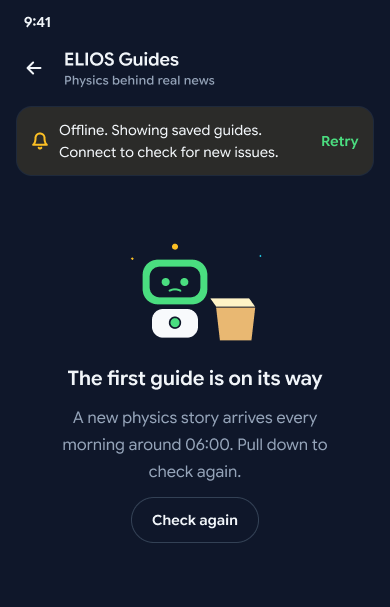 9:41
ELIOS Guides
Physics behind real news
Offline. Showing saved guides.
Connect to check for new issues.
Retry
The first guide is on its way
A new physics story arrives every
morning around 06:00. Pull down to
check again.
Check again